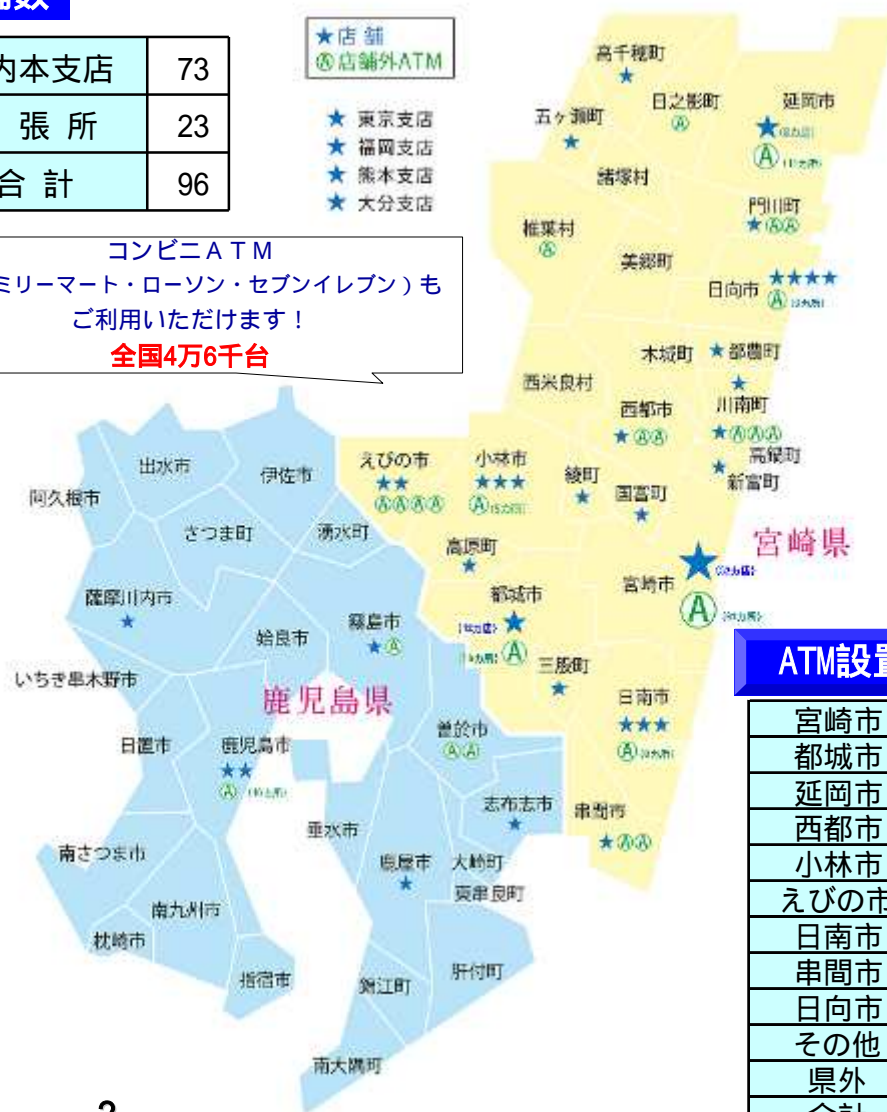 舗数
内本支店 73
張 所 23
合 計 96
★店 舗
Ⓐ店舗外ATM
★ 東京支店
★ 福岡支店
★ 熊本支店
★ 大分支店
コンビニＡＴＭ
ミリーマート・ローソン・セブンイレブン）も
ご利用いただけます！
全国4万6千台
高千穂町
日之影町
延岡市
五ヶ瀬町
諸塚村
門川町
椎葉村
美郷町
日向市
木城町
都農町
西米良村
西都市
川南町
高鍋町
新富町
えびの市
小林市
綾町
国富町
高原町
宮崎県
宮崎市
都城市
三股町
日南市
串間市
出水市
伊佐市
阿久根市
さつま町
湧水町
薩摩川内市
霧島市
姶良市
いちき串木野市
鹿児島県
日置市
鹿児島市
曽於市
志布志市
垂水市
南さつま市
鹿屋市
大崎町
東串良町
南九州市
枕崎市
指宿市
錦江町
肝付町
南大隅町
ATM設置
宮崎市
都城市
延岡市
西都市
小林市
えびの市
日南市
串間市
日向市
その他
県外
合計